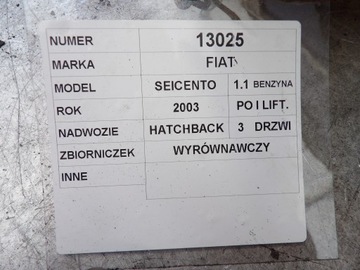 NUMER 13025
MARKA FIAT
MODEL SEICENTO 1.1 BENZYNA
ROK 2003 PO I LIFT.
NADWOZIE HATCHBACK 3 DRZWI
ZBIORNICZEK WYRÓWNAWCZY
INNE